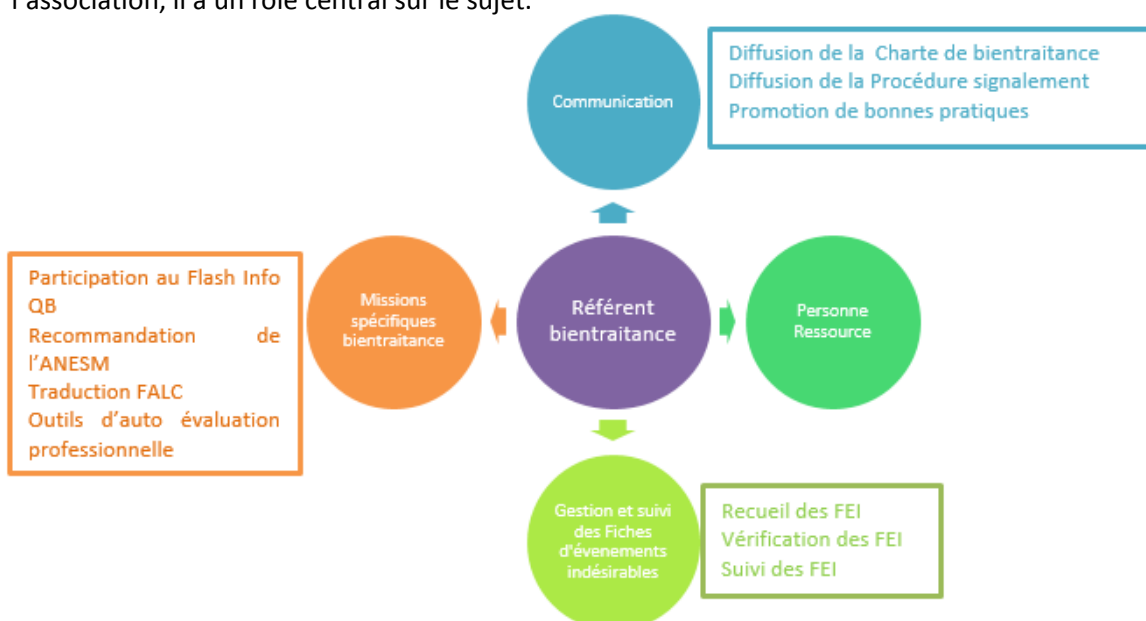 l'association, il a un rôle central sur le sujet.
Communication
Diffusion de la Charte de bientraitance
Diffusion de la Procédure signalement
Promotion de bonnes pratiques
Participation au Flash Info
QB
Recommandation de
l'ANESM
Traduction FALC
Outils d'auto évaluation
professionnelle
Missions
spécifiques
bientraitance
Référent
bientraitance
Personne
Ressource
Gestion et suivi
des Fiches
d'évenements
indésirables
Recueil des FEI
Vérification des FEI
Suivi des FEI